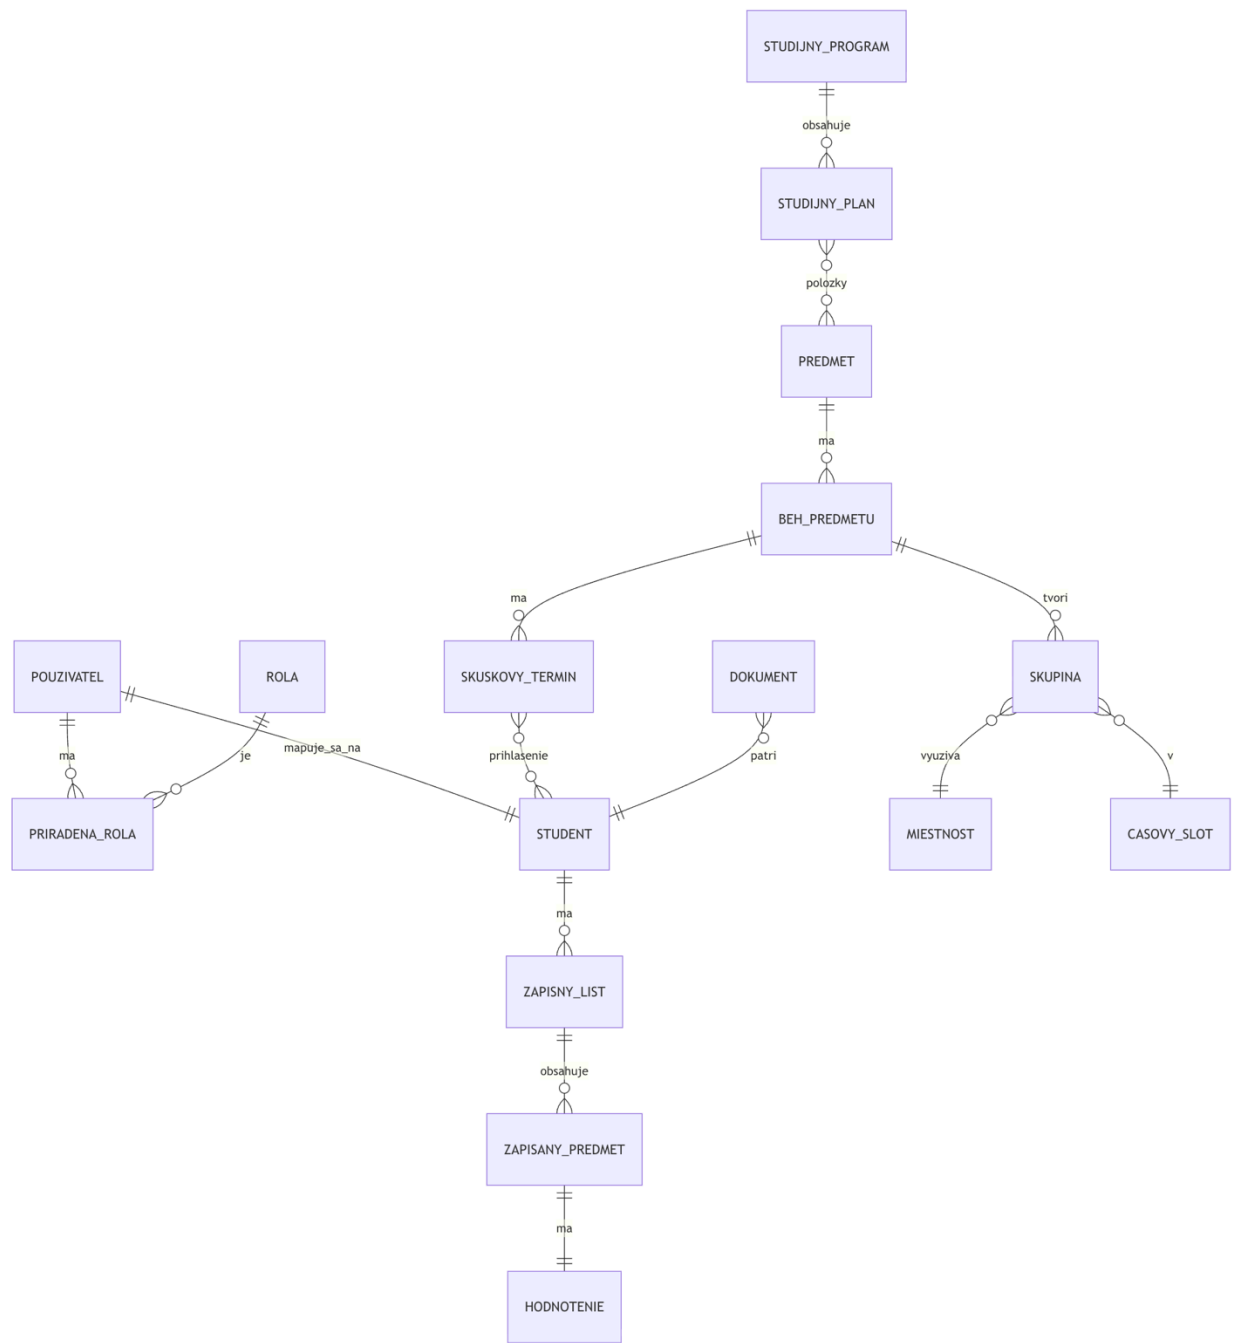 STUDIJNY_PROGRAM
obsahuje
STUDIJNY_PLAN
polozky
PREDMET
ma
BEH_PREDMETU
ma
tvori
POUZIVATEL
ROLA
SKUSKOVY_TERMIN
DOKUMENT
SKUPINA
ma
je
mapuje_sa_na
prihlasenie
patri
vyuziva
v
PRIRADENA_ROLA
STUDENT
MIESTNOST
CASOVY_SLOT
ma
ZAPISNY_LIST
obsahuje
ZAPISANY_PREDMET
ma
HODNOTENIE